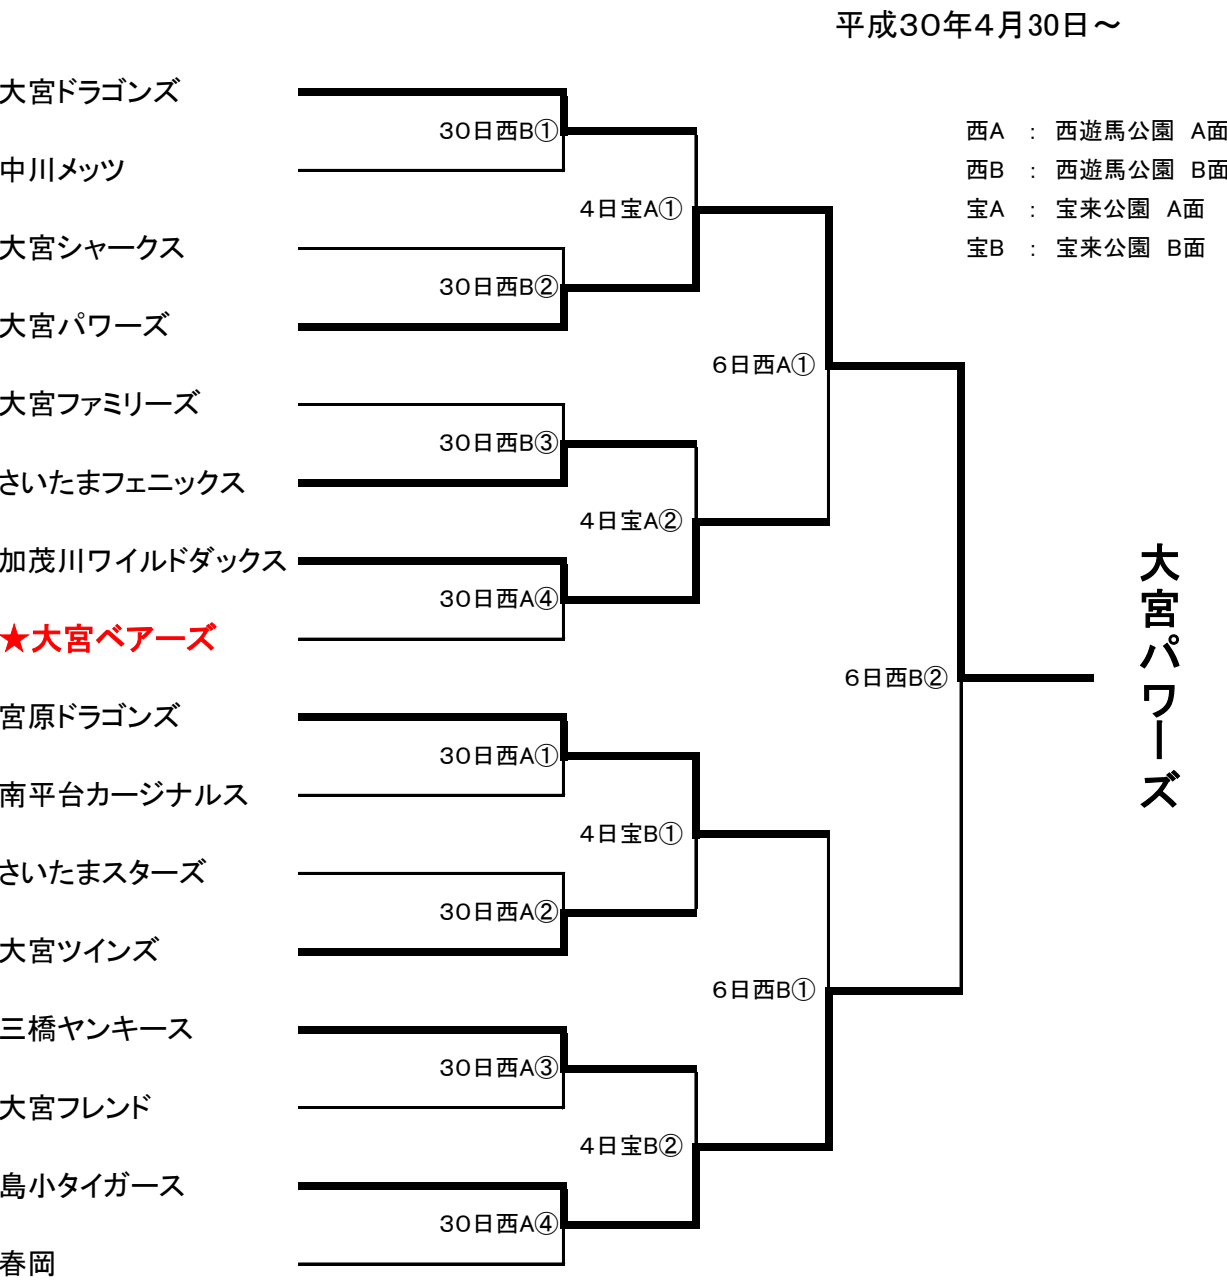 平成３０年４月30日～
大宮ドラゴンズ
３０日西B①
西A ： 西遊馬公園 A面
中川メッツ
西B ： 西遊馬公園 B面
４日宝A①
宝A ： 宝来公園 A面
大宮シャークス
宝B ： 宝来公園 B面
３０日西B②
大宮パワーズ
６日西A①
大宮ファミリーズ
３０日西B③
さいたまフェニックス
４日宝A②
加茂川ワイルドダックス
３０日西A④
★大宮ベアーズ
大宮パワーズ
６日西B②
宮原ドラゴンズ
３０日西A①
南平台カージナルス
４日宝B①
さいたまスターズ
３０日西A②
大宮ツインズ
６日西B①
三橋ヤンキース
３０日西A③
大宮フレンド
４日宝B②
島小タイガース
３０日西A④
春岡